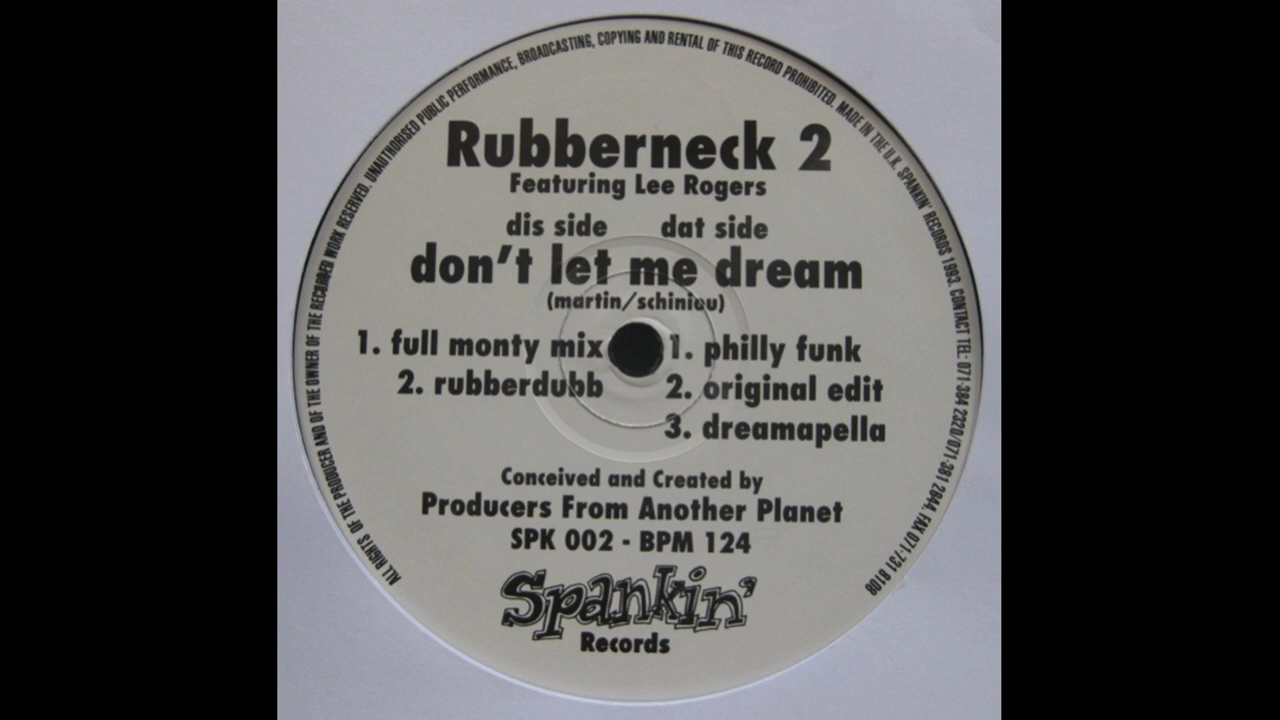 ALL RIGHTS OF THE PRODUCER AND OF THE OWNER OF THE RECORDED WORK RESERVED. UNAUTHORISED PUBLIC PERFORMANCE, BROADCASTING, COPYING AND RENTAL OF THIS RECORD PROHIBITED. MADE IN THE U.K. SPANKIN' RECORDS 1993. CONTACT TEL: 071-384 2320/071-381 2844. FAX 071-731 8108
Rubberneck 2
Featuring Lee Rogers
dis side dat side
don't let me dream
(martin/schiniou)
1. full monty mix 1. philly funk
2. rubberdubb 2. original edit
3. dreamapella
Conceived and Created by
Producers From Another Planet
SPK 002 - BPM 124
Spankin'
Records